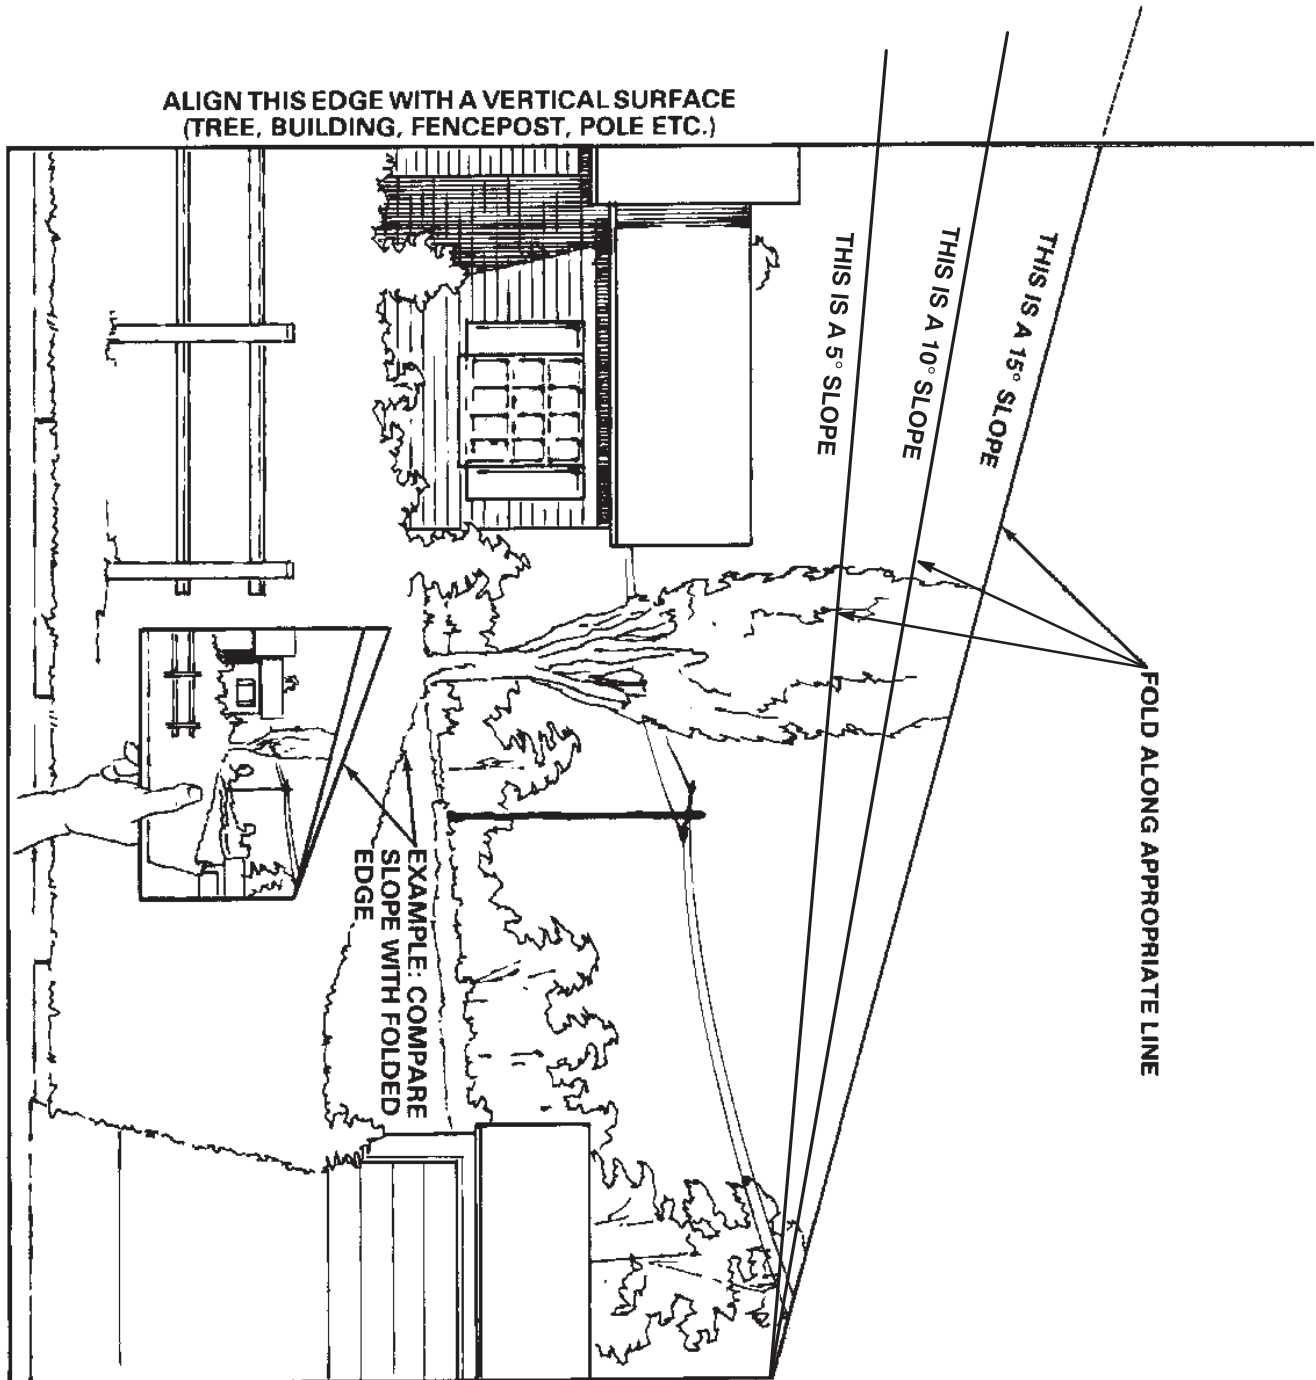 ALIGN THIS EDGE WITH A VERTICAL SURFACE
(TREE, BUILDING, FENCEPOST, POLE ETC.)
THIS IS A 5° SLOPE
THIS IS A 10° SLOPE
THIS IS A 15° SLOPE
FOLD ALONG APPROPRIATE LINE
EXAMPLE: COMPARE
SLOPE WITH FOLDED
EDGE